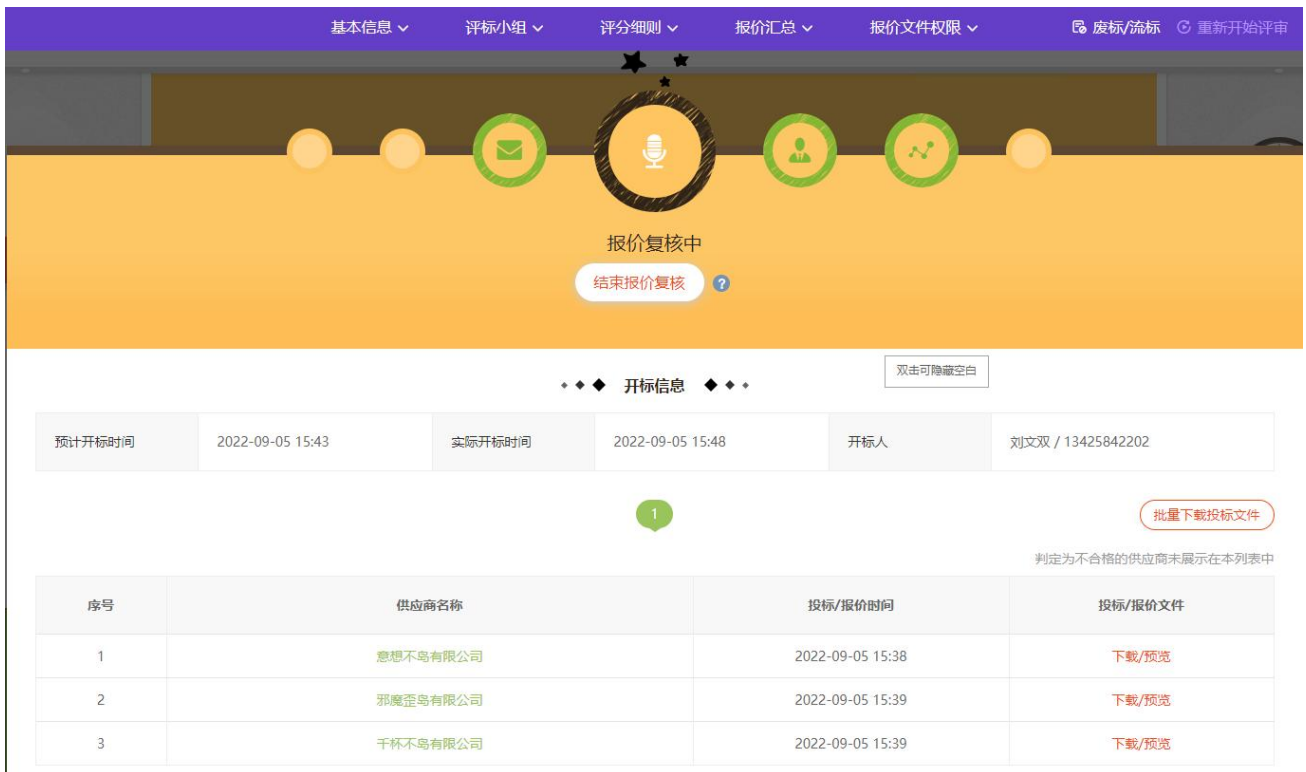 基本信息 评标小组 评分细则 报价汇总 报价文件权限 废标/流标 重新开始评审
报价复核中
结束报价复核 ?
双击可隐藏空白
开标信息
预计开标时间 2022-09-05 15:43 实际开标时间 2022-09-05 15:48 开标人 刘文双 / 13425842202
1 批量下载投标文件
判定为不合格的供应商未展示在本列表中
序号 供应商名称 投标/报价时间 投标/报价文件
1 意想不岛有限公司 2022-09-05 15:38 下载/预览
2 邪魔歪岛有限公司 2022-09-05 15:39 下载/预览
3 千杯不岛有限公司 2022-09-05 15:39 下载/预览